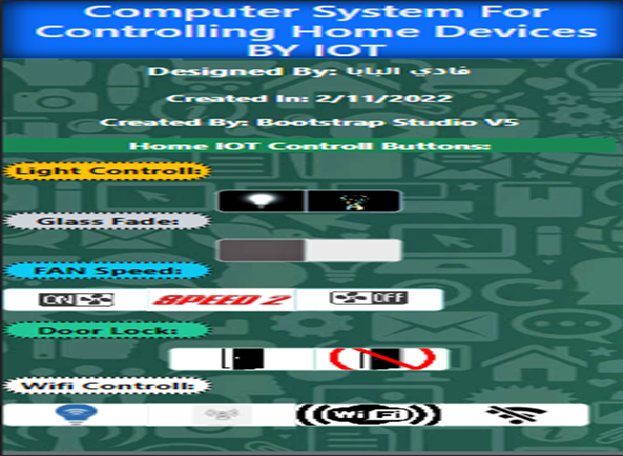 Computer System For
Controlling Home Devices
BY IOT
Designed By: فادي البابا
Created In: 2/11/2022
Created By: Bootstrap Studio V5
Home IOT Controll Buttons:
Light Controll:
Glass Fade:
FAN Speed:
ON SPEED 2 OFF
Door Lock:
Wifi Controll:
WiFi